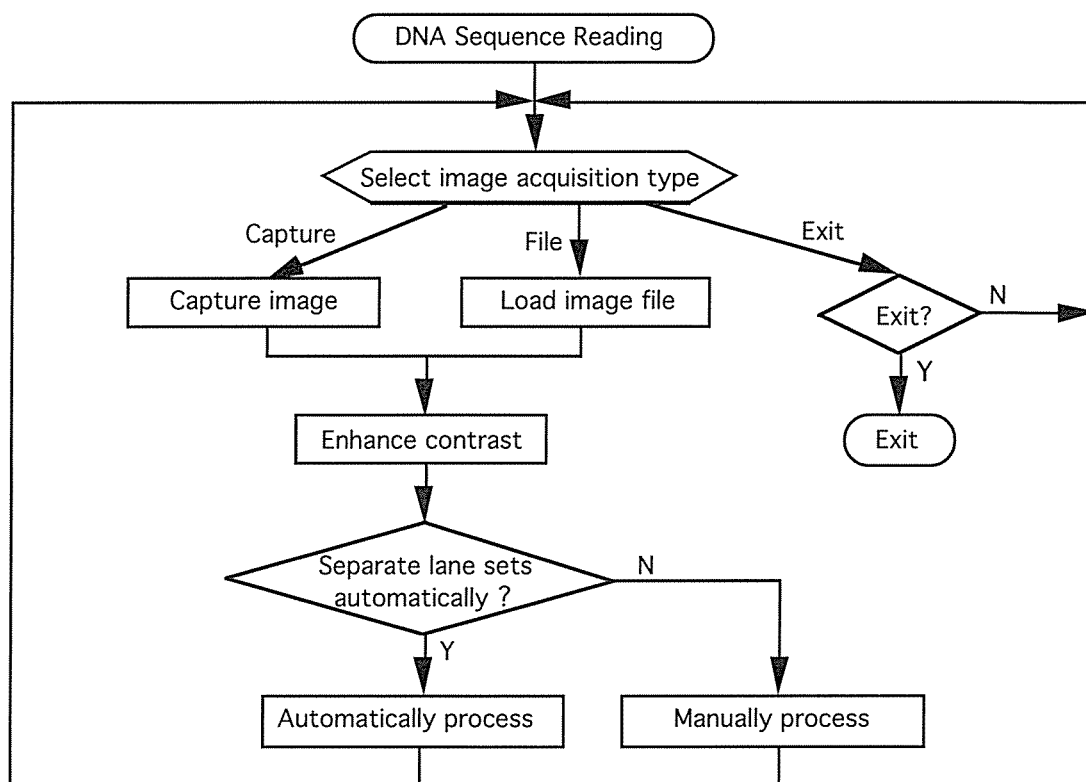 DNA Sequence Reading
Select image acquisition type
Capture
File
Exit
Capture image
Load image file
Exit?
N
Y
Enhance contrast
Exit
Separate lane sets
automatically ?
N
Y
Automatically process
Manually process